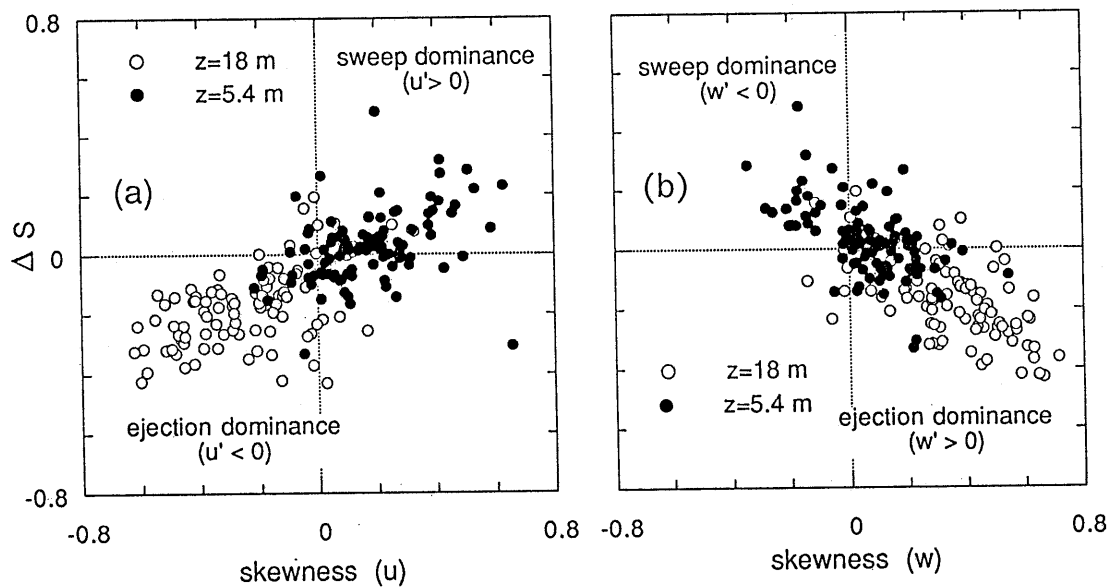 0.8
z=18 m
z=5.4 m
sweep dominance
(u'> 0)
(a)
Δ S
0
ejection dominance
(u' < 0)
-0.8
-0.8
0
0.8
skewness (u)
sweep dominance
(w' < 0)
(b)
z=18 m
z=5.4 m
ejection dominance
(w' > 0)
-0.8
0
0.8
skewness (w)